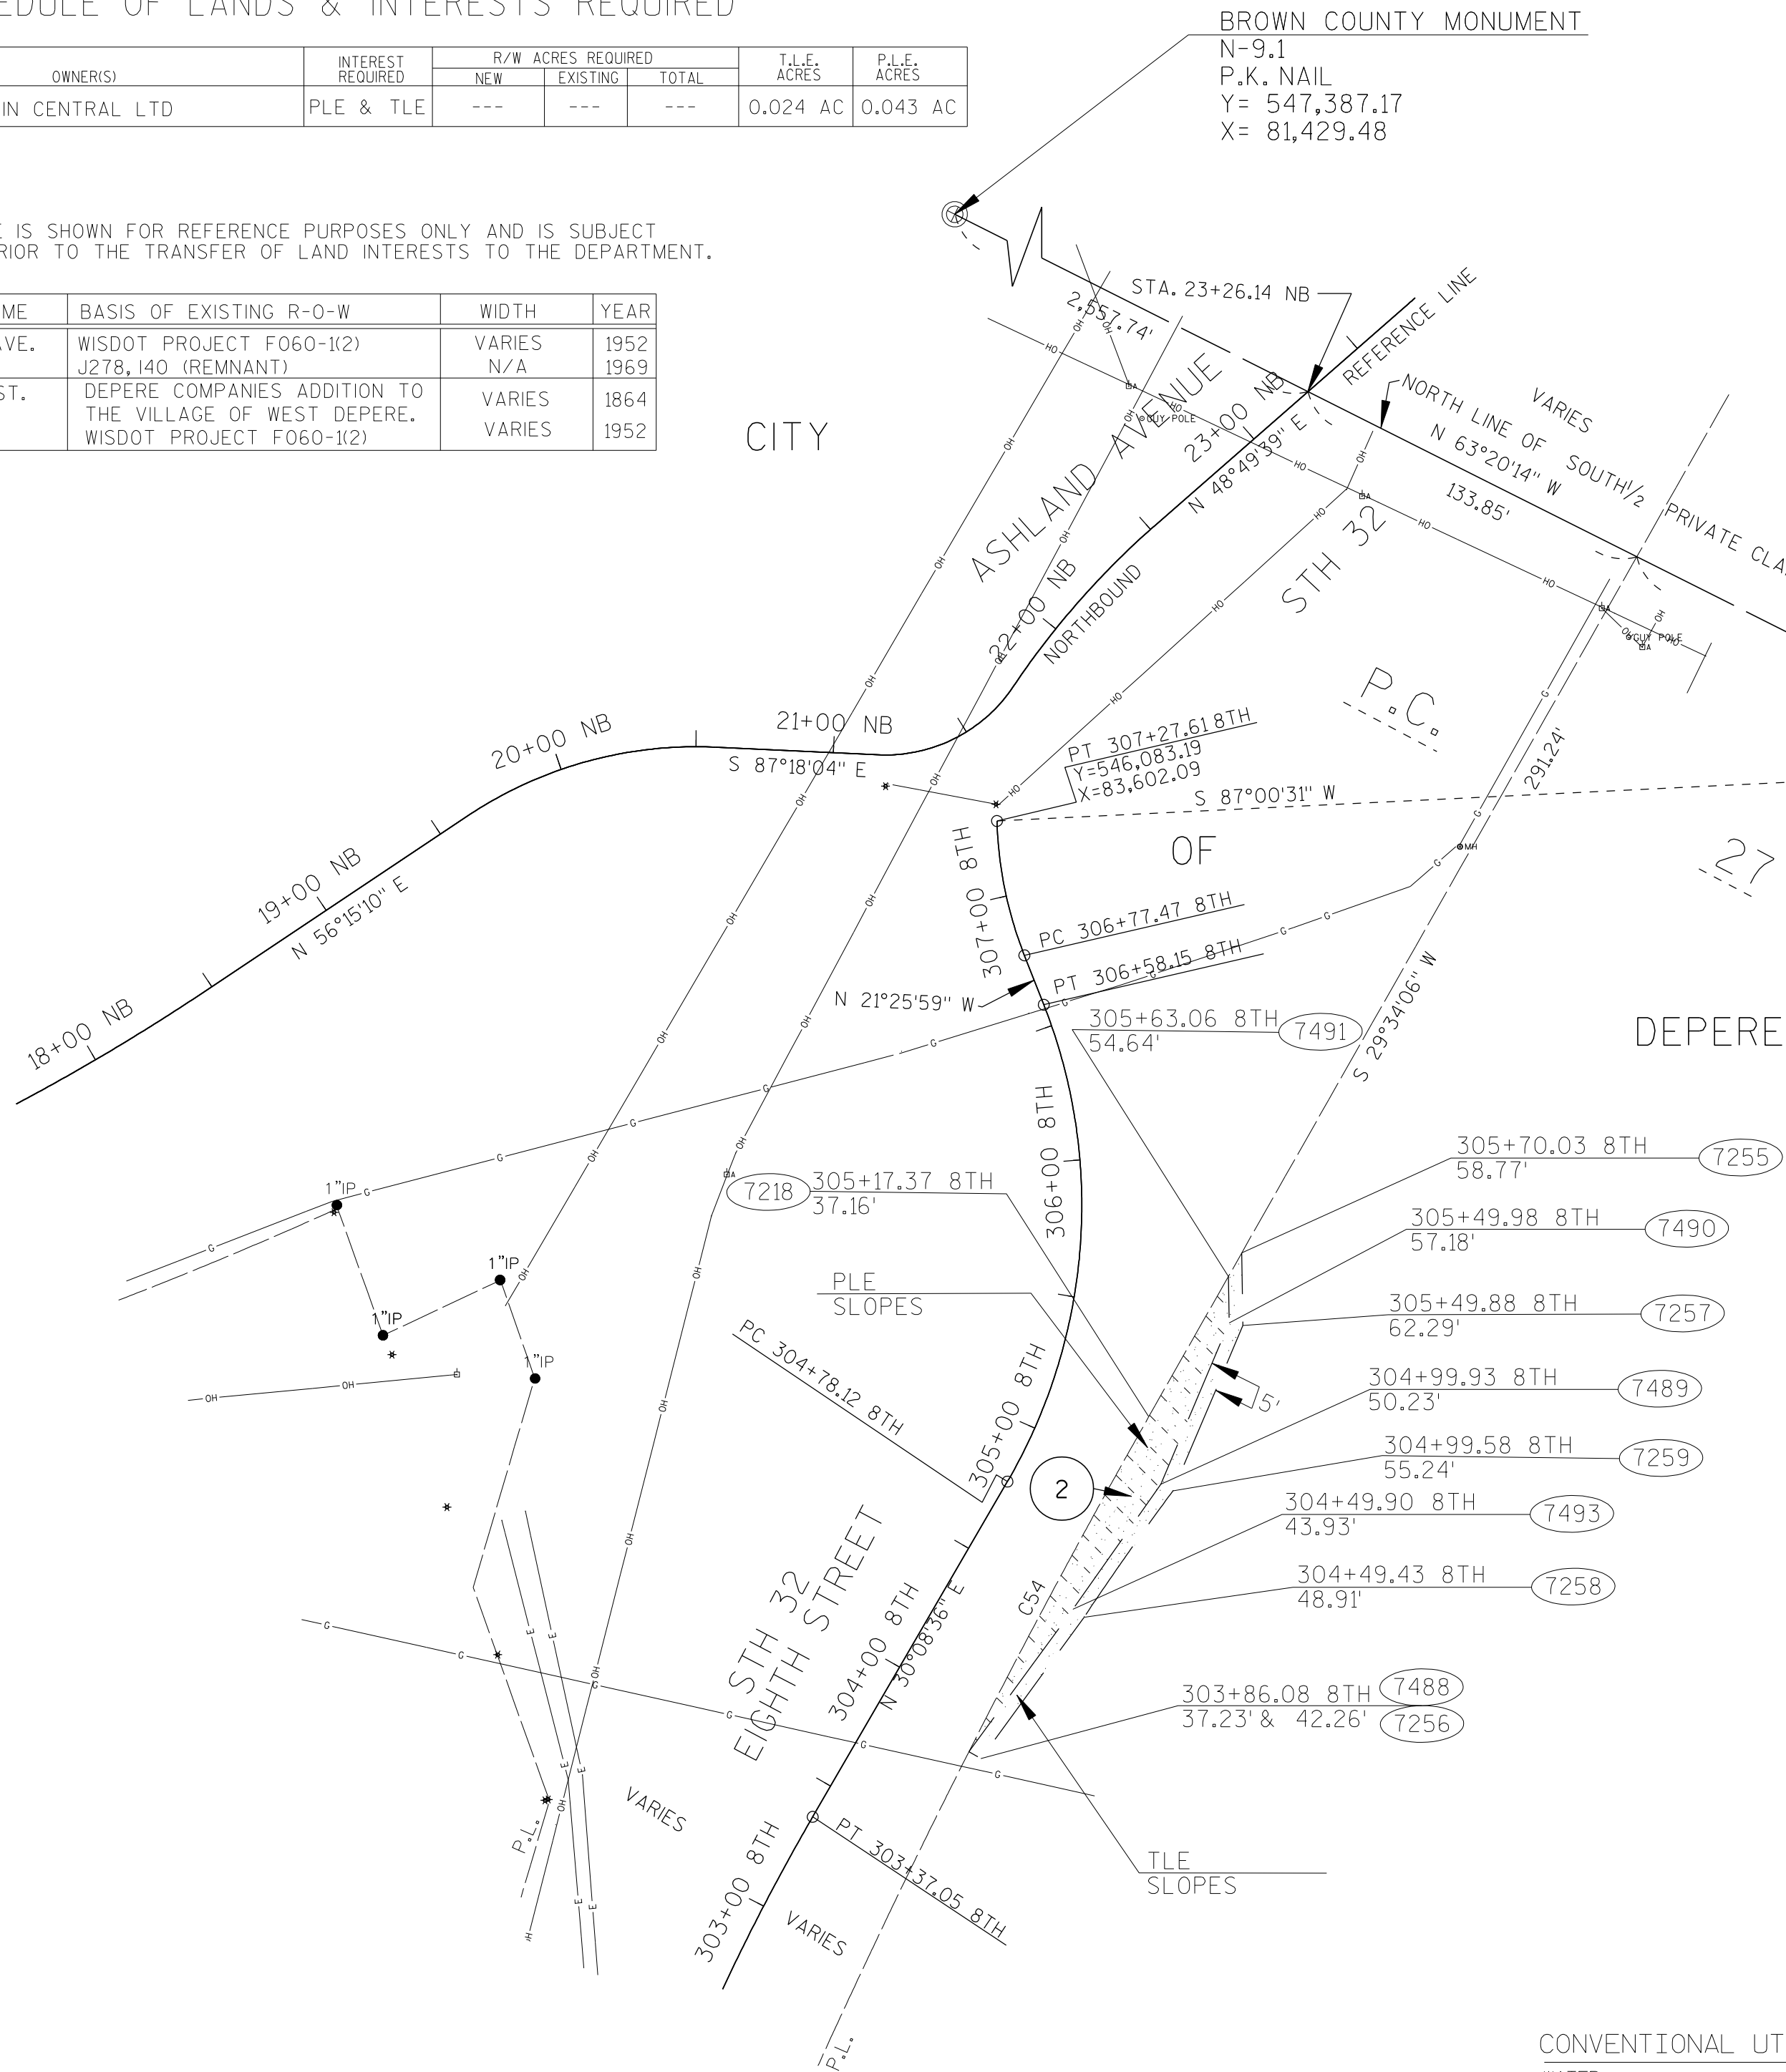 EDULE OF LANDS & INTERESTS REQUIRED
OWNER(S)
INTEREST REQUIRED
R/W ACRES REQUIRED
NEW
EXISTING
TOTAL
T.L.E. ACRES
P.L.E. ACRES
IN CENTRAL LTD
PLE & TLE
---
---
---
0.024 AC
0.043 AC
E IS SHOWN FOR REFERENCE PURPOSES ONLY AND IS SUBJECT
RIOR TO THE TRANSFER OF LAND INTERESTS TO THE DEPARTMENT.
ME
BASIS OF EXISTING R-O-W
WIDTH
YEAR
AVE.
WISDOT PROJECT F060-1(2)
VARIES
1952
J278,140 (REMNANT)
N/A
1969
ST.
DEPERE COMPANIES ADDITION TO
THE VILLAGE OF WEST DEPERE.
VARIES
1864
WISDOT PROJECT F060-1(2)
VARIES
1952
BROWN COUNTY MONUMENT
N-9.1
P.K. NAIL
Y= 547,387.17
X= 81,429.48
CITY
2,557.74'
STA. 23+26.14 NB
REFERENCE LINE
NORTH LINE OF SOUTH 1/2 PRIVATE CLA
VARIES
N 63°20'14" W
133.85'
ASHLAND AVENUE
GUY POLE
23+00 NB
N 48°49'39" E
STH 32
22+00 NB
NORTHBOUND
GUY POLE
P.C.
21+00 NB
20+00 NB
S 87°18'04" E
PT 307+27.61 8TH
Y=546,083.19
X=83,602.09
S 87°00'31" W
291.24'
OF
27
MH
19+00 NB
N 56°15'10" E
18+00 NB
307+00 8TH
PC 306+77.47 8TH
PT 306+58.15 8TH
N 21°25'59" W
305+63.06 8TH
54.64'
7491
S 29°34'06" W
DEPERE
306+00 8TH
305+70.03 8TH
58.77'
7255
7218
305+17.37 8TH
37.16'
305+49.98 8TH
57.18'
7490
1"IP
1"IP
1"IP
1"IP
PLE
SLOPES
305+49.88 8TH
62.29'
7257
PC 304+78.12 8TH
305+00 8TH
304+99.93 8TH
50.23'
7489
5'
304+99.58 8TH
55.24'
7259
2
304+49.90 8TH
43.93'
7493
STH 32
EIGHTH STREET
304+00 8TH
N 30°08'36" E
C54
304+49.43 8TH
48.91'
7258
303+86.08 8TH
37.23' & 42.26'
7488
7256
VARIES
P.L.
303+00 8TH
PT 303+37.05 8TH
VARIES
TLE
SLOPES
P.L.
CONVENTIONAL UT